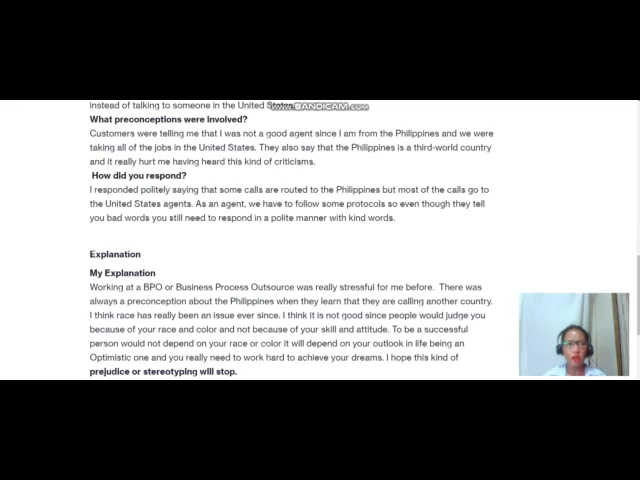 instead of talking to someone in the United States
www.BANDICAM.com
What preconceptions were involved?
Customers were telling me that I was not a good agent since I am from the Philippines and we were
taking all of the jobs in the United States. They also say that the Philippines is a third-world country
and it really hurt me having heard this kind of criticisms.
How did you respond?
I responded politely saying that some calls are routed to the Philippines but most of the calls go to
the United States agents. As an agent, we have to follow some protocols so even though they tell
you bad words you still need to respond in a polite manner with kind words.
Explanation
My Explanation
Working at a BPO or Business Process Outsource was really stressful for me before. There was
always a preconception about the Philippines when they learn that they are calling another country.
I think race has really been an issue ever since. I think it is not good since people would judge you
because of your race and color and not because of your skill and attitude. To be a successful
person would not depend on your race or color it will depend on your outlook in life being an
Optimistic one and you really need to work hard to achieve your dreams. I hope this kind of
prejudice or stereotyping will stop.